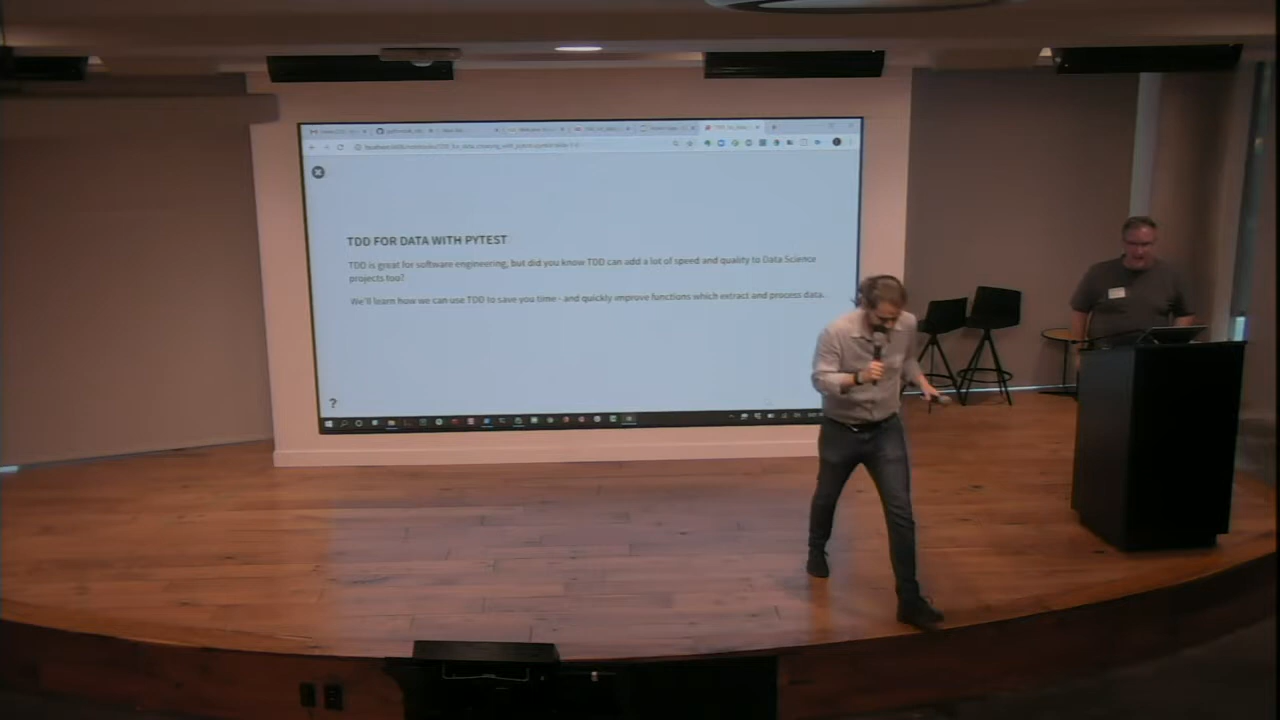 TDD FOR DATA WITH PYTEST
TDD is great for software engineering, but did you know TDD can add a lot of speed and quality to Data Science
projects too?
We'll learn how we can use TDD to save you time - and quickly improve functions which extract and process data.
?